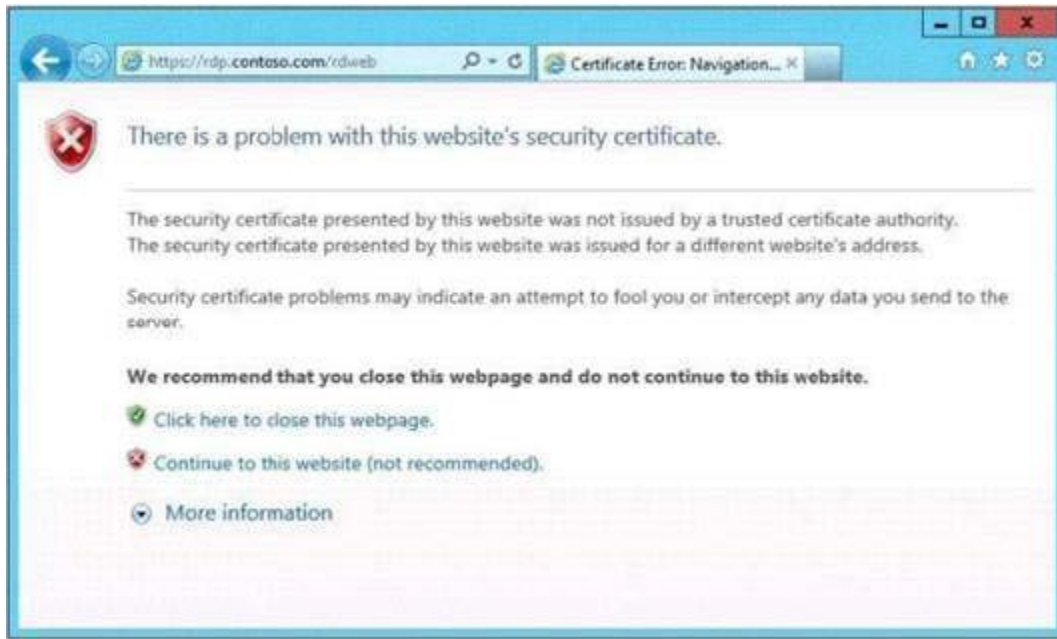 https://rdp.contoso.com/rdweb
Certificate Error: Navigation...
There is a problem with this website's security certificate.
The security certificate presented by this website was not issued by a trusted certificate authority.
The security certificate presented by this website was issued for a different website's address.
Security certificate problems may indicate an attempt to fool you or intercept any data you send to the
server.
We recommend that you close this webpage and do not continue to this website.
Click here to close this webpage.
Continue to this website (not recommended).
More information